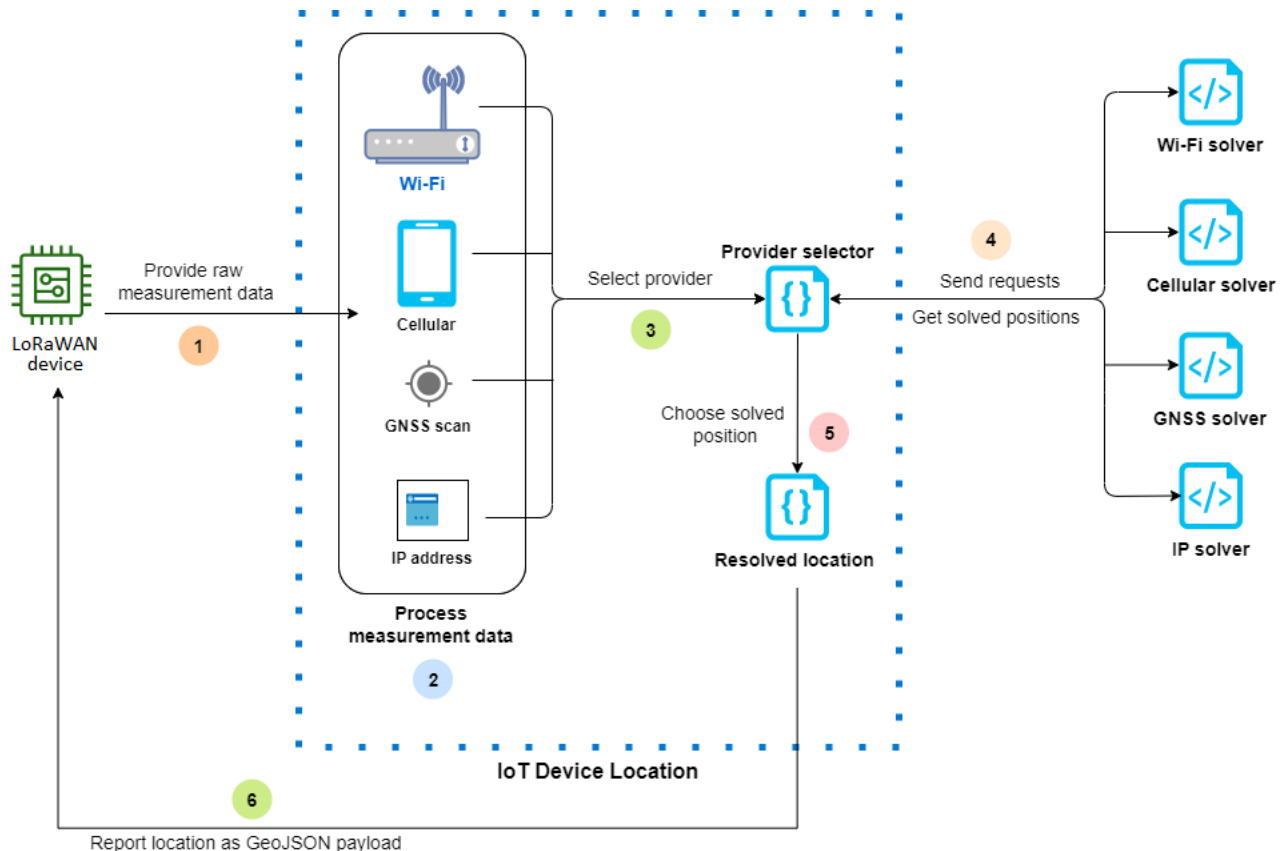 Wi-Fi
Cellular
GNSS scan
IP address
Process
measurement data
2
LoRaWAN
device
Provide raw
measurement data
1
Select provider
3
Provider selector
4
Send requests
Get solved positions
Wi-Fi solver
Cellular solver
GNSS solver
IP solver
Choose solved
position
5
Resolved location
IoT Device Location
6
Report location as GeoJSON payload